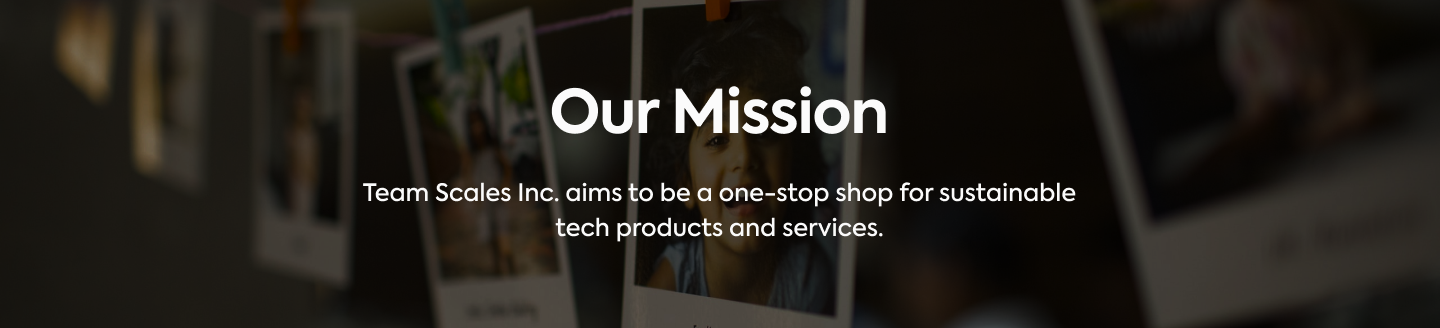 Our Mission
Team Scales Inc. aims to be a one-stop shop for sustainable
tech products and services.